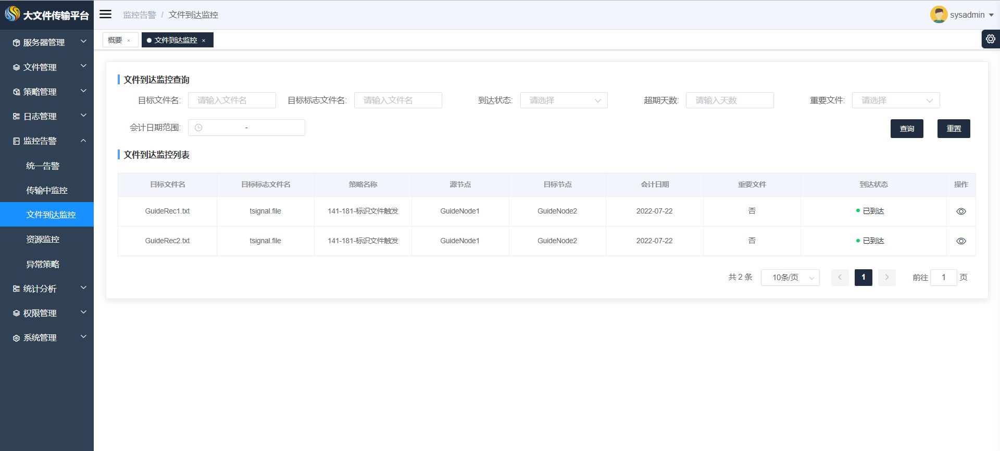 大文件传输平台
监控告警 / 文件到达监控
sysadmin
概要 ×
文件到达监控 ×
服务器管理
文件管理
策略管理
日志管理
监控告警
统一告警
传输中监控
文件到达监控
资源监控
异常策略
统计分析
权限管理
系统管理
文件到达监控查询
目标文件名: 请输入文件名 目标标志文件名: 请输入文件名 到达状态: 请选择 超期天数: 请输入天数 重要文件: 请选择
会计日期范围: - 查询 重置
文件到达监控列表
目标文件名 目标标志文件名 策略名称 源节点 目标节点 会计日期 重要文件 到达状态 操作
GuideRec1.txt tsignal.file 141-181-标识文件触发 GuideNode1 GuideNode2 2022-07-22 否 已到达
GuideRec2.txt tsignal.file 141-181-标识文件触发 GuideNode1 GuideNode2 2022-07-22 否 已到达
共 2 条 10条/页 1 前往 1 页